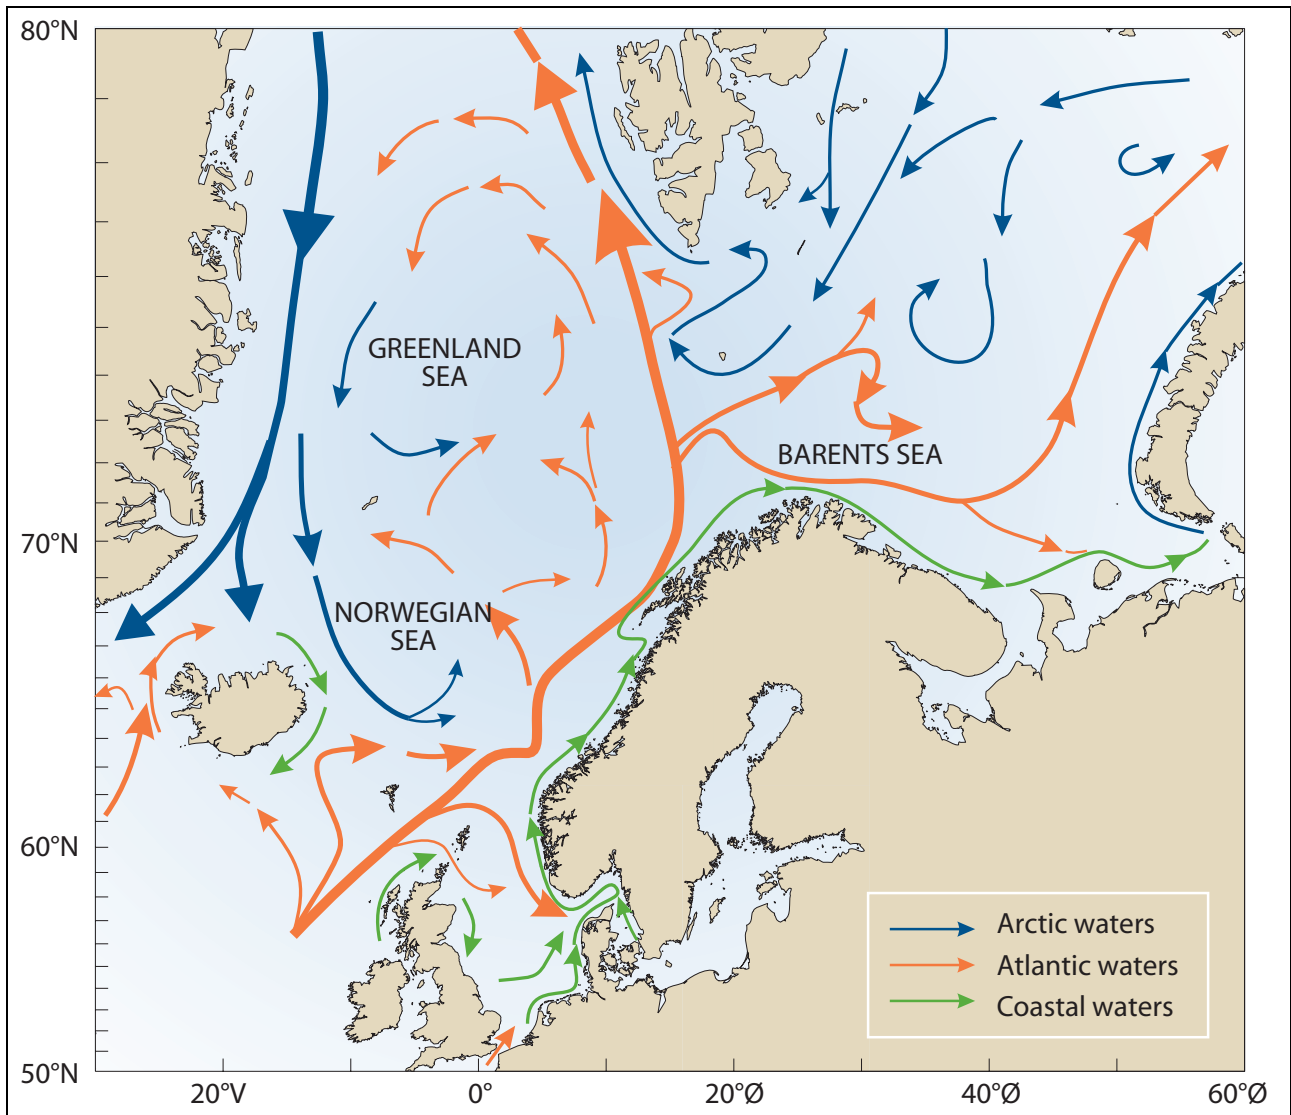 80°N
GREENLAND
SEA
BARENTS SEA
70°N
NORWEGIAN
SEA
60°N
Arctic waters
Atlantic waters
Coastal waters
50°N
20°V
0°
20°Ø
40°Ø
60°Ø